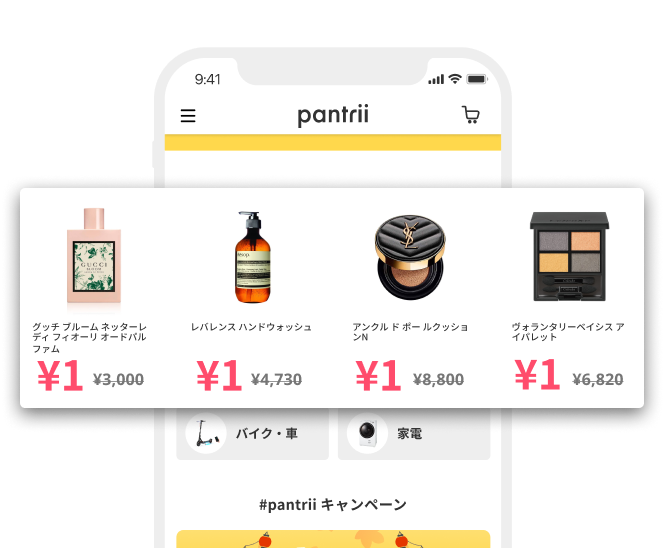 9:41
pantrii
GUCCI
BLOOM
Aēsop.
グッチ ブルーム ネッターレ
ディ フィオーリ オードパル
ファム
レバレンス ハンドウォッシュ
アンクル ド ポー ルクッショ
ンN
ヴォランタリーベイシス ア
イパレット
¥1 ¥3,000
¥1 ¥4,730
¥1 ¥8,800
¥1 ¥6,820
バイク・車
家電
#pantrii キャンペーン